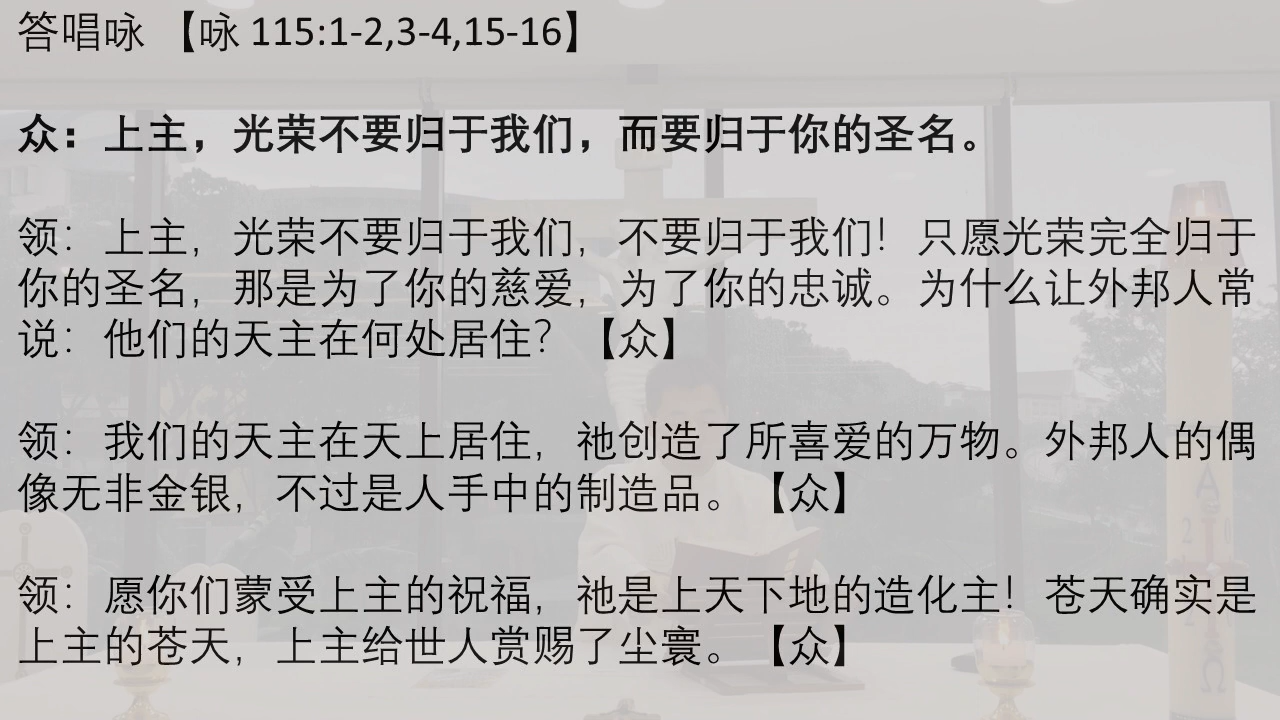 答唱咏 【咏 115:1-2,3-4,15-16】
众：上主，光荣不要归于我们，而要归于你的圣名。
领：上主，光荣不要归于我们，不要归于我们！只愿光荣完全归于
你的圣名，那是为了你的慈爱，为了你的忠诚。为什么让外邦人常
说：他们的天主在何处居住？【众】
领：我们的天主在天上居住，祂创造了所喜爱的万物。外邦人的偶
像无非金银，不过是人手中的制造品。【众】
领：愿你们蒙受上主的祝福，祂是上天下地的造化主！苍天确实是
上主的苍天，上主给世人赏赐了尘寰。【众】